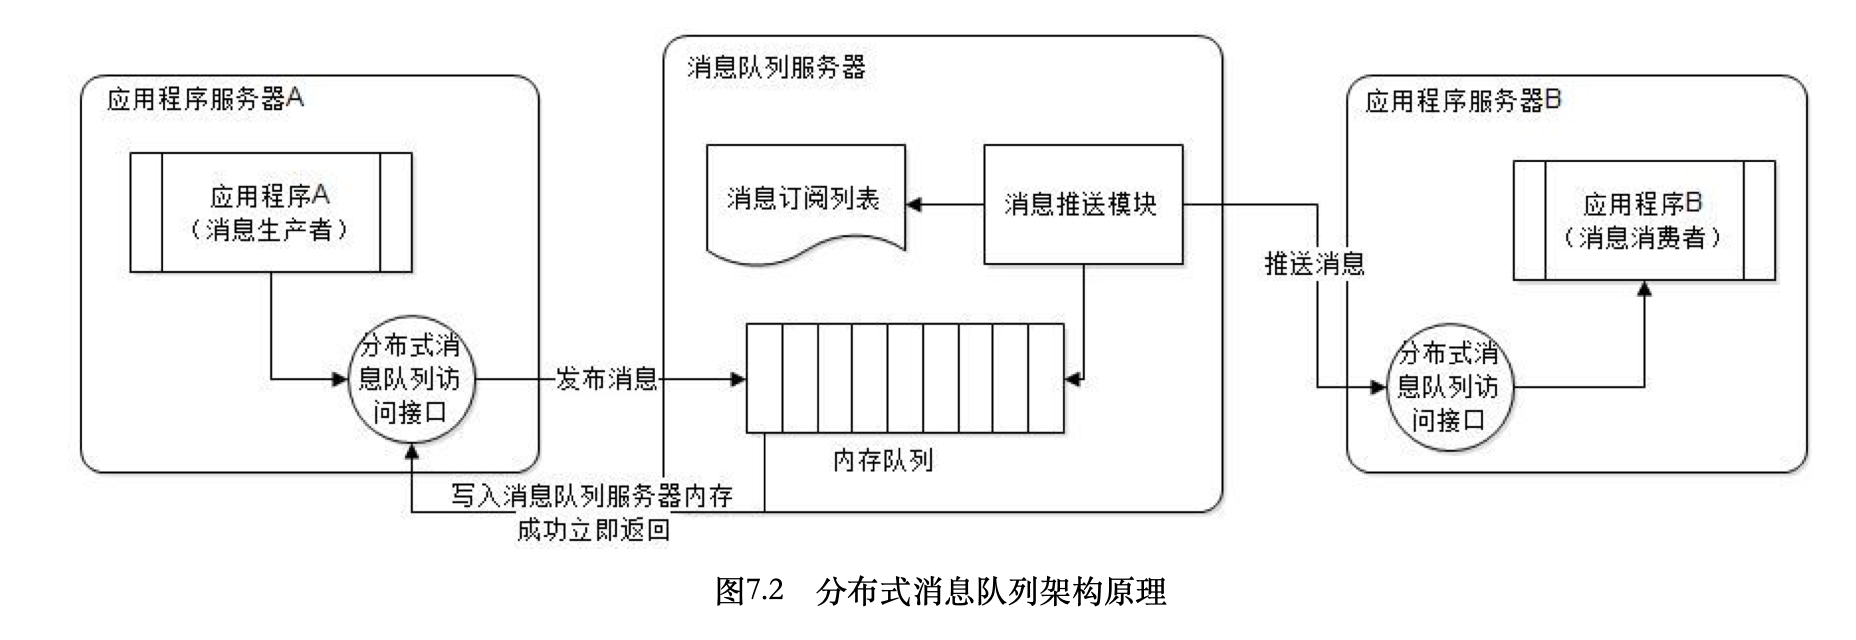 应用程序服务器A
应用程序A
（消息生产者）
分布式消
息队列访
问接口
发布消息
写入消息队列服务器内存
成功立即返回
消息队列服务器
消息订阅列表
消息推送模块
内存队列
推送消息
应用程序服务器B
应用程序B
（消息消费者）
分布式消
息队列访
问接口
图7.2 分布式消息队列架构原理